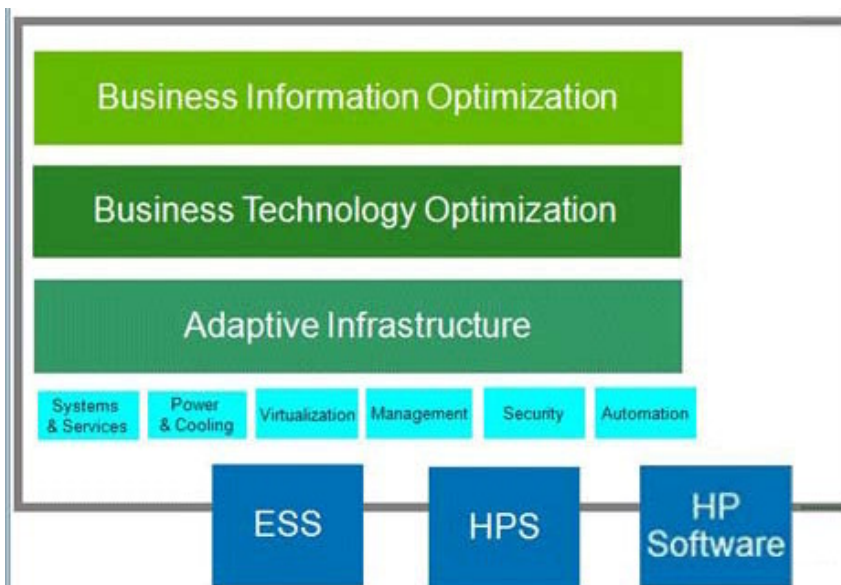 Business Information Optimization
Business Technology Optimization
Adaptive Infrastructure
Systems
& Services
Power
& Cooling
Virtualization
Management
Security
Automation
ESS
HPS
HP
Software